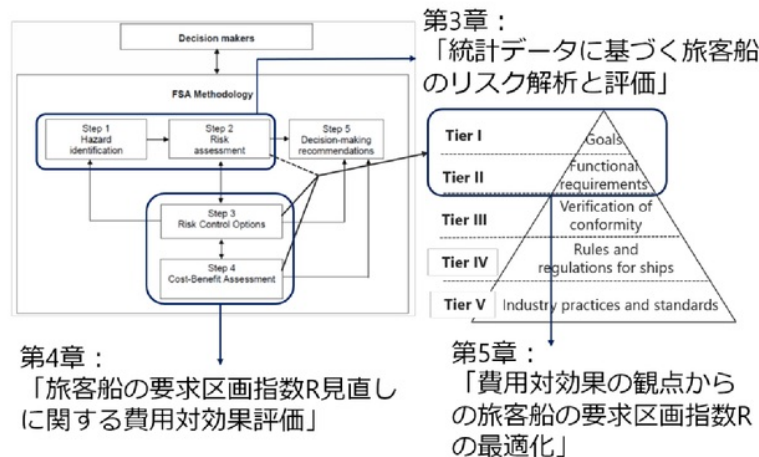 Decision makers
FSA Methodology
Step 1
Hazard
identification
Step 2
Risk
assessment
Step 5
Decision-making
recommendations
Step 3
Risk Control Options
Step 4
Cost-Benefit Assessment
第3章：
「統計データに基づく旅客船
のリスク解析と評価」
Tier I
Goals
Tier II
Functional
requirements
Tier III
Verification of
conformity
Tier IV
Rules and
regulations for ships
Tier V
Industry practices and standards
第4章：
「旅客船の要求区画指数R見直し
に関する費用対効果評価」
第5章：
「費用対効果の観点から
の旅客船の要求区画指数R
の最適化」